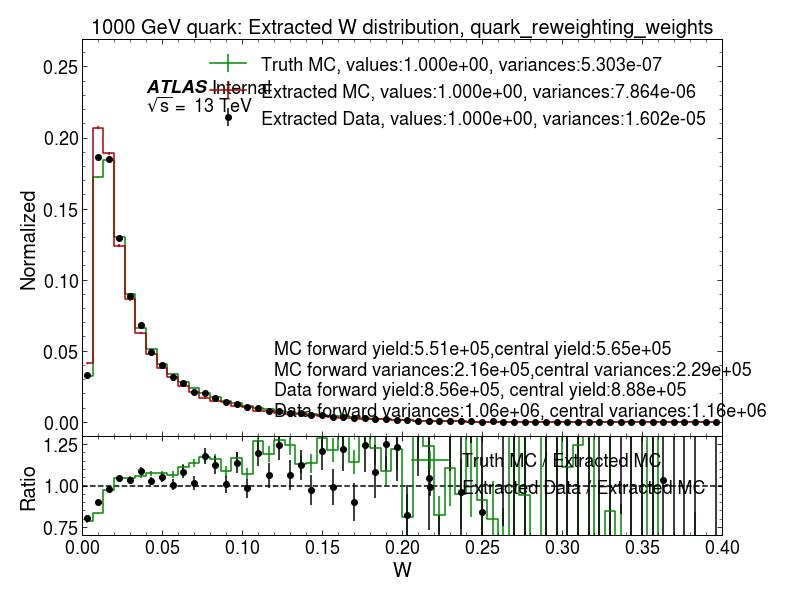 1000 GeV quark: Extracted W distribution, quark_reweighting_weights
Truth MC, values:1.000e+00, variances:5.303e-07
ATLAS Internal
Extracted MC, values:1.000e+00, variances:7.864e-06
√s = 13 TeV
Extracted Data, values:1.000e+00, variances:1.602e-05
Normalized
0.25
0.20
0.15
0.10
0.05
0.00
MC forward yield:5.51e+05,central yield:5.65e+05
MC forward variances:2.16e+05,central variances:2.29e+05
Data forward yield:8.56e+05, central yield:8.88e+05
Data forward variances:1.06e+06, central variances:1.16e+06
Ratio
1.25
1.00
0.75
Truth MC / Extracted MC
Extracted Data / Extracted MC
0.00 0.05 0.10 0.15 0.20 0.25 0.30 0.35 0.40
W